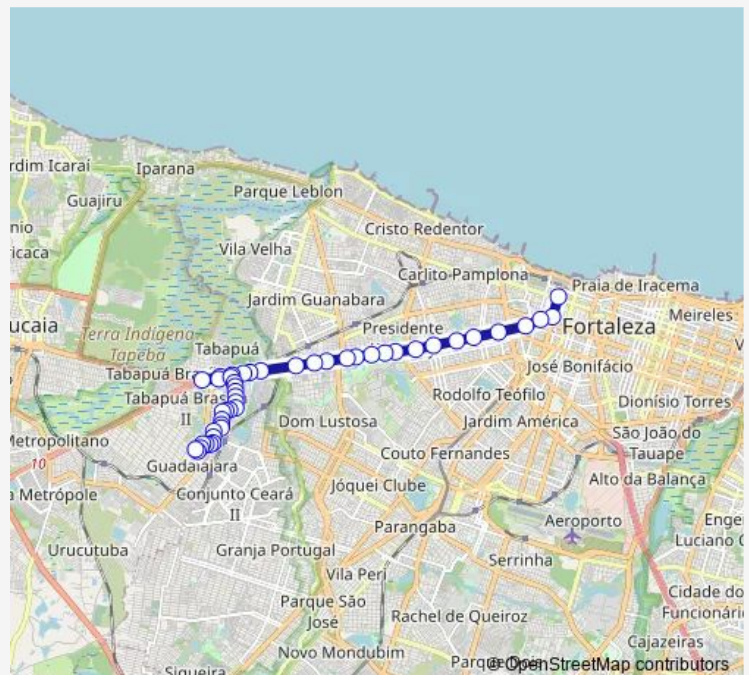 rdim Icaraí
Iparana
Parque Leblon
Guajiru
Cristo Redentor
nio
ricaca
Vila Velha
Carlito Pamplona
Praia de Iracema
Jardim Guanabara
Meireles
ucaia
Terra Indígena
Tapeba
Presidente
Fortaleza
Tabapuá
José Bonifácio
Tabapuá Bra
Tabapuá Bras
II
Rodolfo Teófilo
Dionísio Torres
Metropolitano
Dom Lustosa
Jardim América
São João do
Tauape
10
Guadalajara
Couto Fernandes
Alto da Balança
a Metrópole
Conjunto Ceará
II
Jóquei Clube
Parangaba
Aeroporto
Enge
Luciano C
Urucutuba
Granja Portugal
Serrinha
Vila Peri
Cidade do
Funcionári
Parque São
José
Rachel de Queiroz
Novo Mondubim
Cajazeiras
Siqueira
Parque Dois
© OpenStreetMap contributors